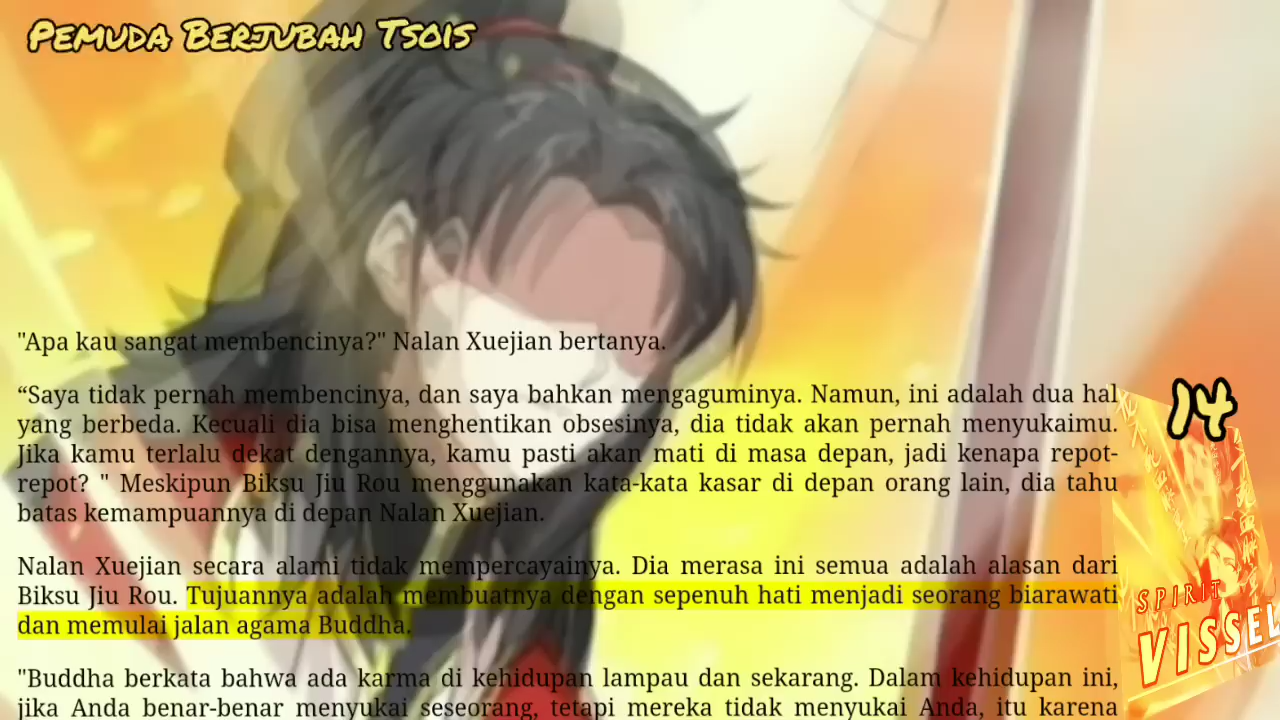 Pemuda Berjubah Tsois
"Apa kau sangat membencinya?" Nalan Xuejian bertanya.
“Saya tidak pernah membencinya, dan saya bahkan mengaguminya. Namun, ini adalah dua hal
yang berbeda. Kecuali dia bisa menghentikan obsesinya, dia tidak akan pernah menyukaimu.
Jika kamu terlalu dekat dengannya, kamu pasti akan mati di masa depan, jadi kenapa repot-
repot? " Meskipun Biksu Jiu Rou menggunakan kata-kata kasar di depan orang lain, dia tahu
batas kemampuannya di depan Nalan Xuejian.
Nalan Xuejian secara alami tidak mempercayainya. Dia merasa ini semua adalah alasan dari
Biksu Jiu Rou. Tujuannya adalah membuatnya dengan sepenuh hati menjadi seorang biarawati
dan memulai jalan agama Buddha.
"Buddha berkata bahwa ada karma di kehidupan lampau dan sekarang. Dalam kehidupan ini,
jika Anda benar-benar menyukai seseorang, tetapi mereka tidak menyukai Anda, itu karena
14
SPIRIT
VISSEL